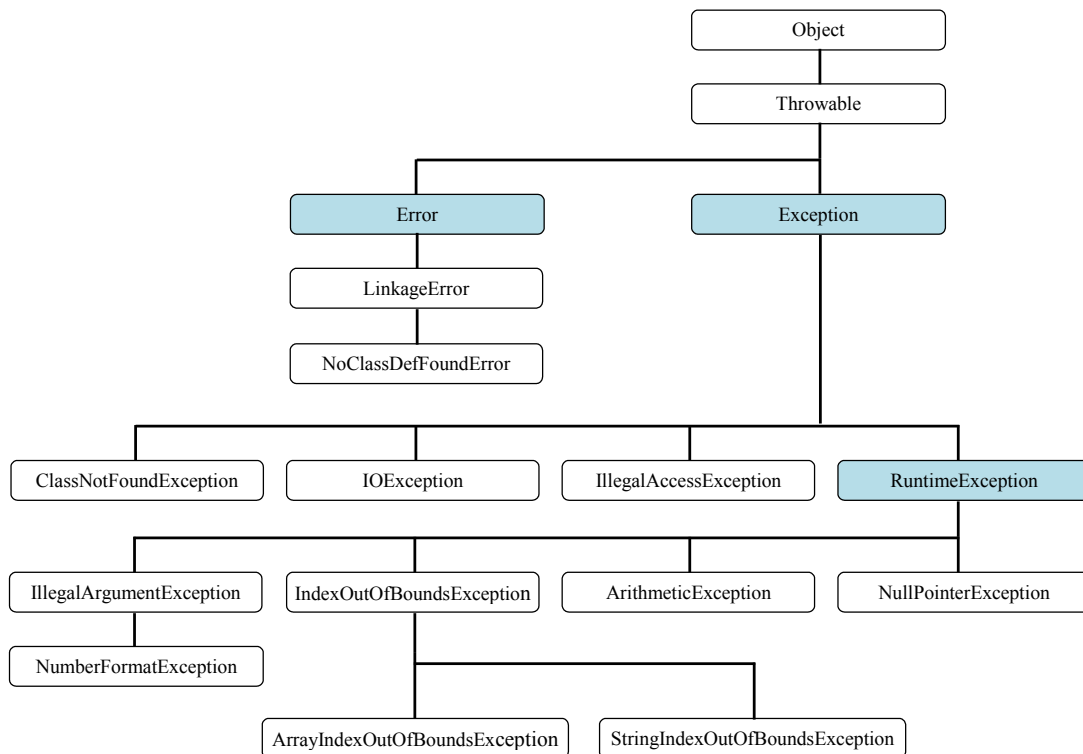 Object
Throwable
Error
Exception
LinkageError
NoClassDefFoundError
ClassNotFoundException
IOException
IllegalAccessException
RuntimeException
IllegalArgumentException
IndexOutOfBoundsException
ArithmeticException
NullPointerException
NumberFormatException
ArrayIndexOutOfBoundsException
StringIndexOutOfBoundsException